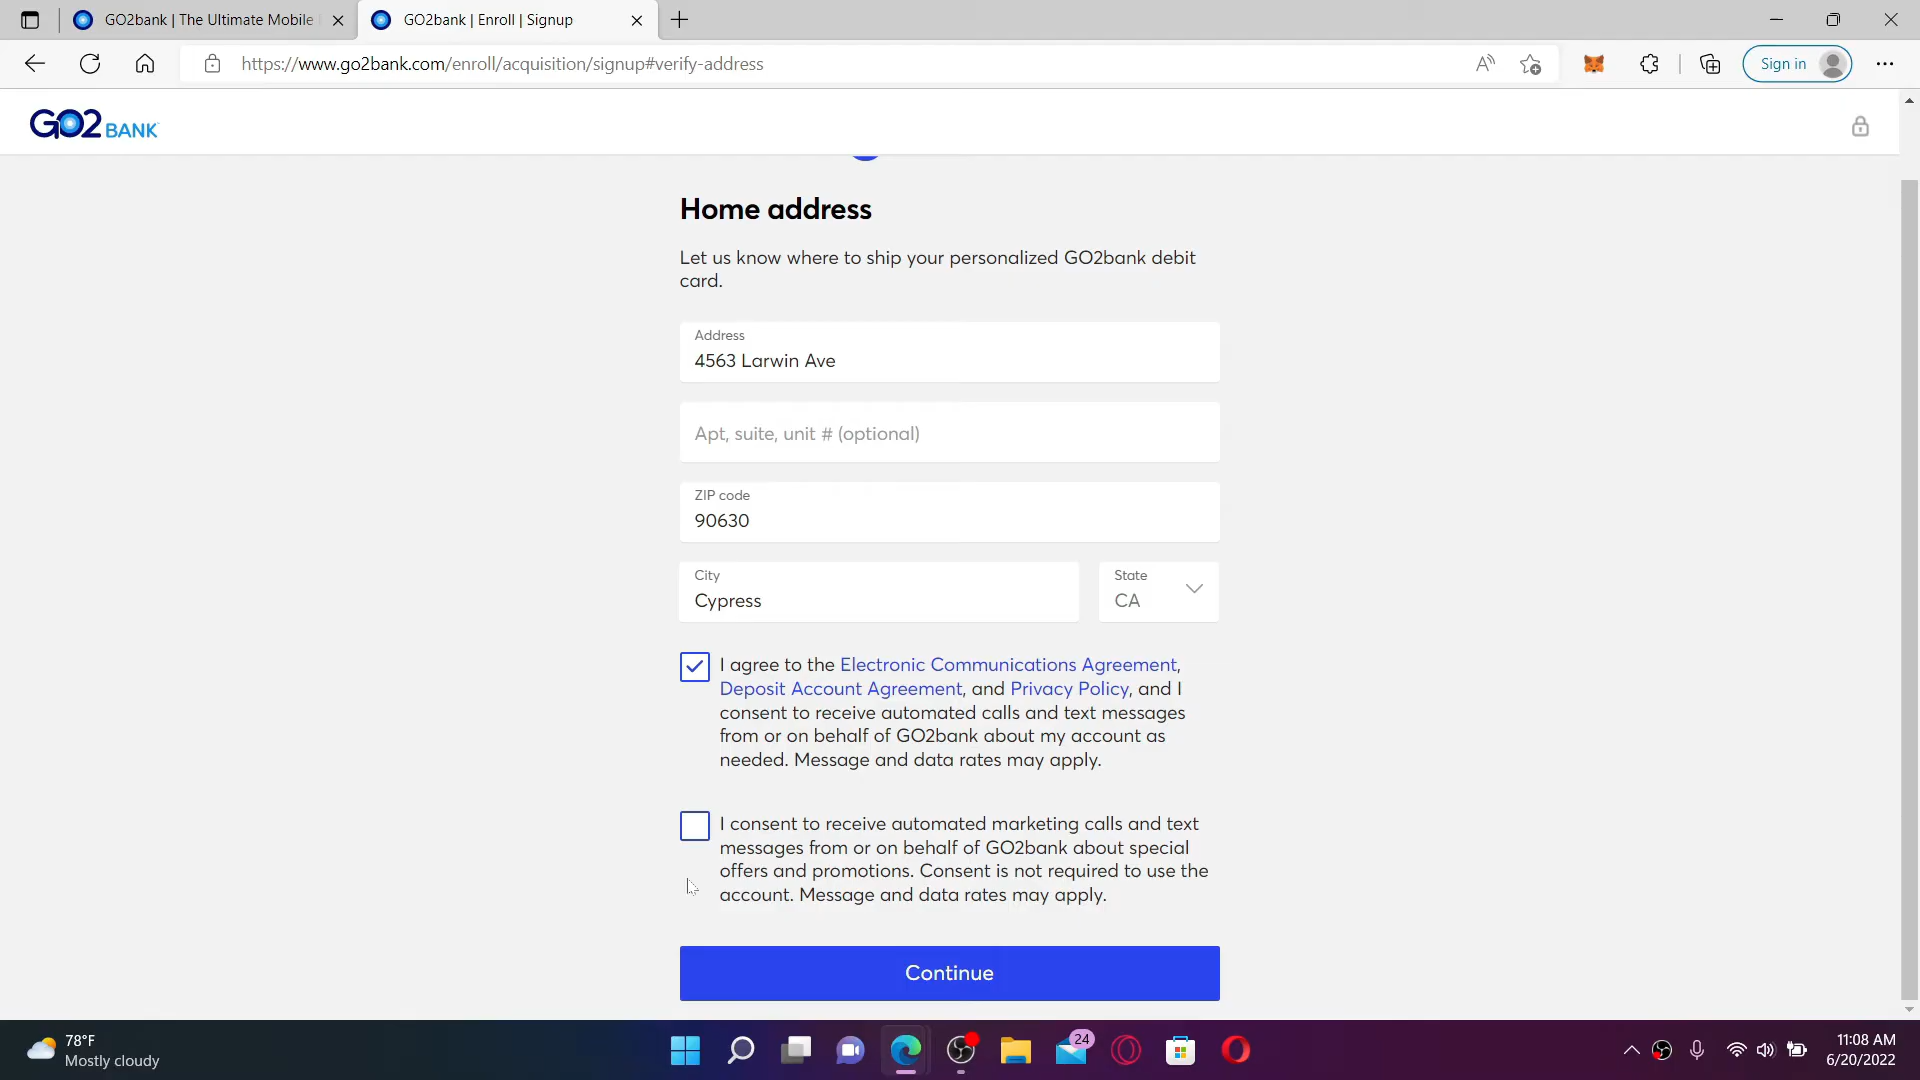 GO2bank | The Ultimate Mobile
GO2bank | Enroll | Signup
https://www.go2bank.com/enroll/acquisition/signup#verify-address
Sign in
GO2 BANK
Home address
Let us know where to ship your personalized GO2bank debit
card.
Address
4563 Larwin Ave
Apt, suite, unit # (optional)
ZIP code
90630
City
Cypress
State
CA
I agree to the Electronic Communications Agreement,
Deposit Account Agreement, and Privacy Policy, and I
consent to receive automated calls and text messages
from or on behalf of GO2bank about my account as
needed. Message and data rates may apply.
I consent to receive automated marketing calls and text
messages from or on behalf of GO2bank about special
offers and promotions. Consent is not required to use the
account. Message and data rates may apply.
Continue
78°F
Mostly cloudy
24
11:08 AM
6/20/2022